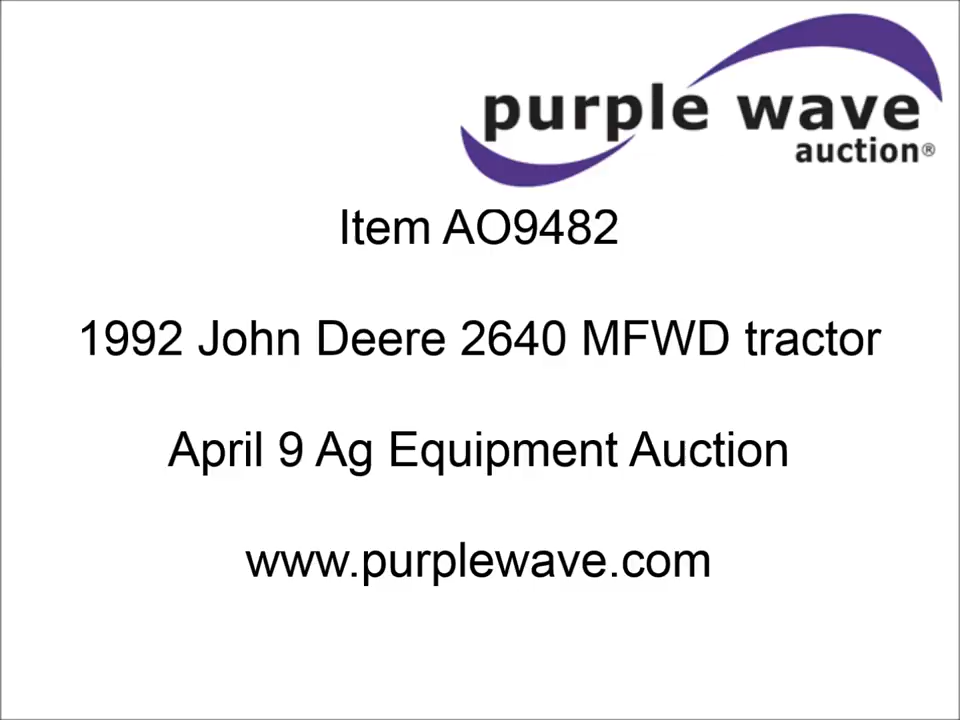 purple wave
auction®
Item AO9482
1992 John Deere 2640 MFWD tractor
April 9 Ag Equipment Auction
www.purplewave.com